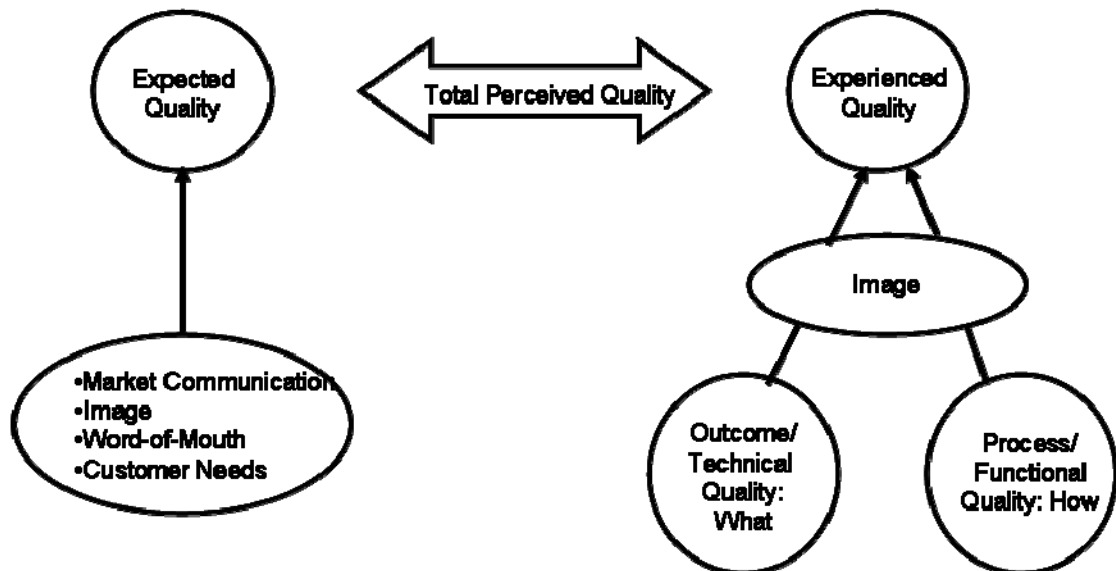 Expected
Quality
Total Perceived Quality
Experienced
Quality
Image
•Market Communication
•Image
•Word-of-Mouth
•Customer Needs
Outcome/
Technical
Quality:
What
Process/
Functional
Quality: How